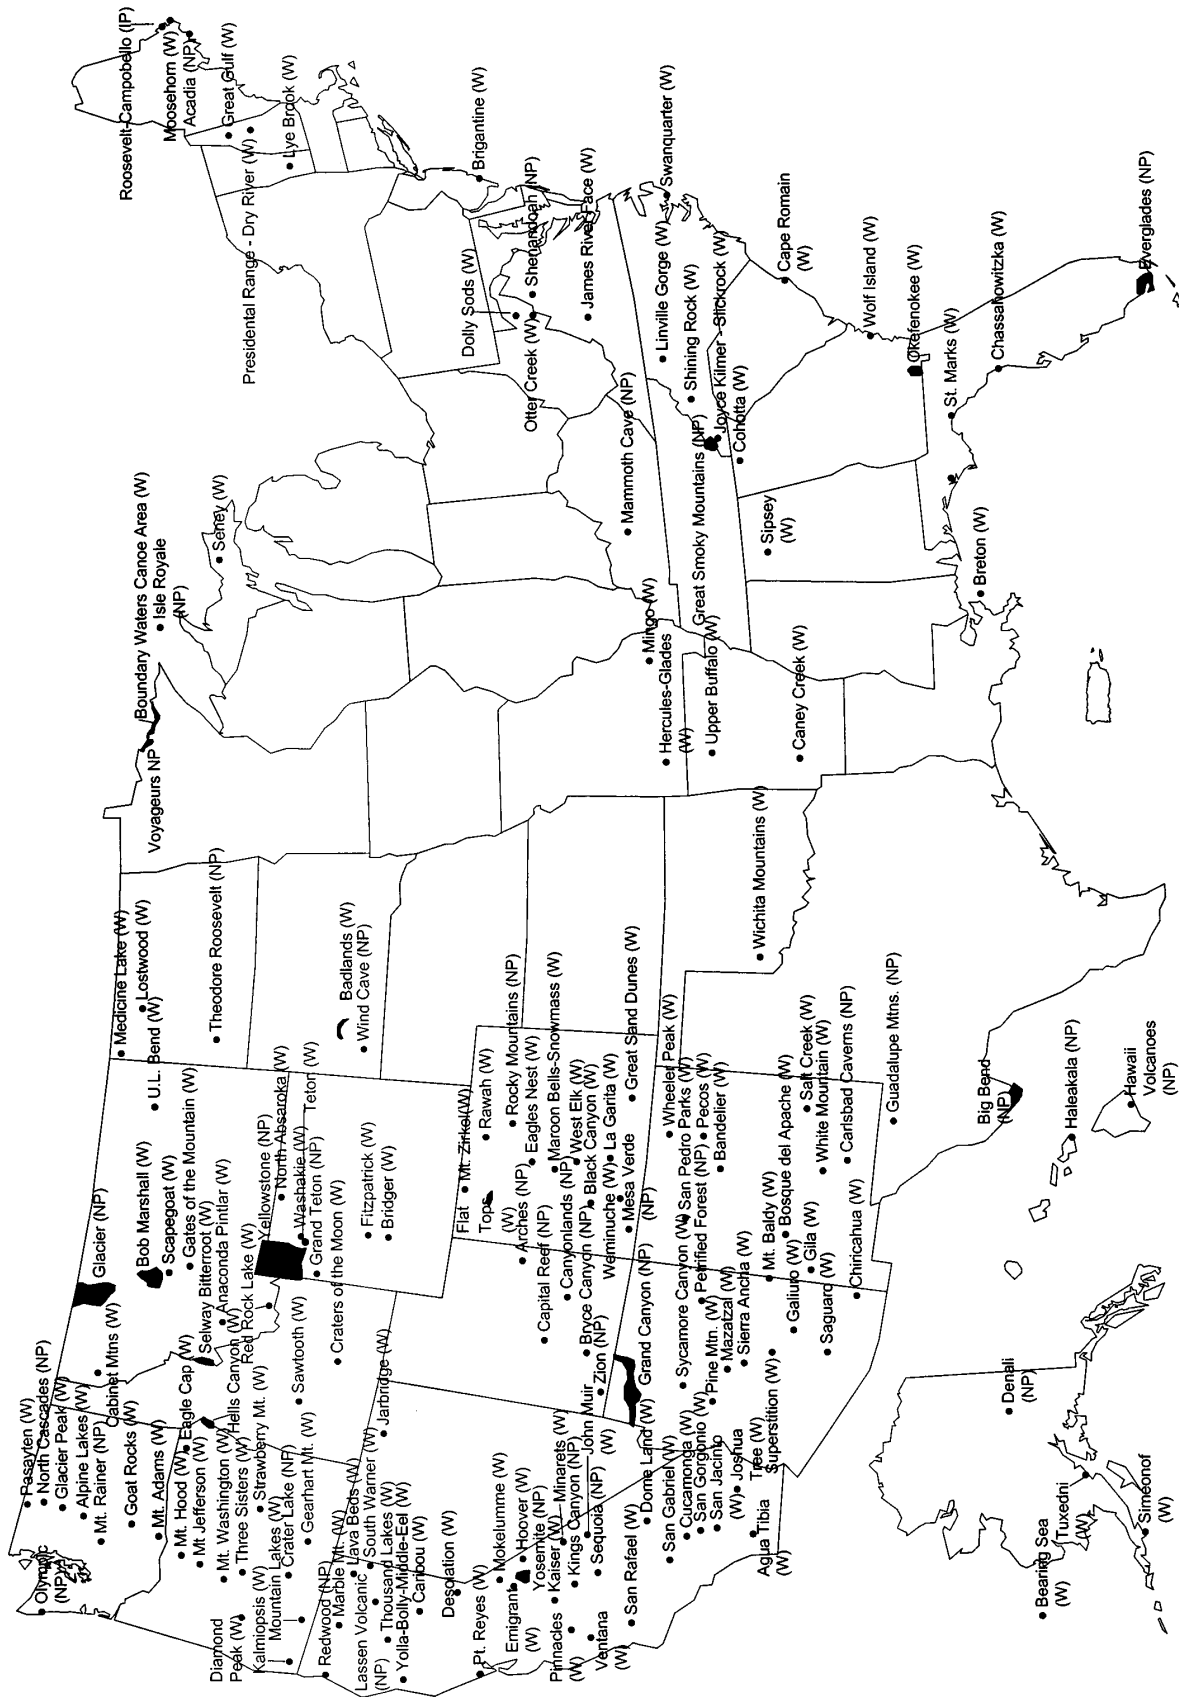 Pasayten (W)
North Cascades (NP)
Glacier Peak (W)
Alpine Lakes (W)
Mt. Rainer (NP)
Olympic
(NP)
Goat Rocks (W)
Mt. Adams (W)
Mt. Hood (W)
Eagle Cap (W)
Mt. Jefferson (W)
Mt. Washington (W)
Hells Canyon (W)
Three Sisters (W)
Strawberry Mt. (W)
Diamond
Peak (W)
Crater Lake (NP)
Kalmiopsis (W)
Mountain Lakes (W)
Gearhart Mt. (W)
Redwood (NP)
Marble Mt. (W)
Lava Beds (W)
Lassen Volcanic
(NP)
South Warner (W)
Thousand Lakes (W)
Yolla-Bolly-Middle-Eel (W)
Caribou (W)
Desolation (W)
Pt. Reyes (W)
Mokelumme (W)
Emigrant
(W)
Hoover (W)
Yosemite (NP)
Pinnacles
(W)
Kaiser (W)
Minarets (W)
Kings Canyon (NP)
John Muir
(W)
Ventana
(W)
Sequoia (NP)
San Rafael (W)
Dome Land (W)
San Gabriel (W)
Cucamonga (W)
San Gorgonio (W)
San Jacinto
(W)
Joshua
Tree (W)
Agua Tibia
(W)
Superstition (W)
Glacier (NP)
Cabinet Mtns
Bob Marshall (W)
Scapegoat (W)
Gates of the Mountain (W)
Selway Bitterroot (W)
Anaconda Pintlar (W)
Red Rock Lake (W)
Yellowstone (NP)
North Absaroka (W)
Washakie (W)
Teton (W)
Grand Teton (NP)
Sawtooth (W)
Craters of the Moon (W)
Fitzpatrick (W)
Bridger (W)
Jarbridge (W)
Medicine Lake (W)
Lostwood (W)
U.L. Bend (W)
Theodore Roosevelt (NP)
Badlands (W)
Wind Cave (NP)
Flat
Tops
(W)
Mt. Zirkel (W)
Rawah (W)
Rocky Mountains (NP)
Arches (NP)
Eagles Nest (W)
Capital Reef (NP)
Maroon Bells-Snowmass (W)
Canyonlands (NP)
West Elk (W)
Bryce Canyon (NP)
Black Canyon (W)
Zion (NP)
Weminuche (W)
La Garita (W)
Mesa Verde
(NP)
Great Sand Dunes (W)
Grand Canyon (NP)
Wheeler Peak (W)
Sycamore Canyon (W)
San Pedro Parks (W)
Petrified Forest (NP)
Pecos (W)
Pine Mtn. (W)
Bandelier (W)
Mazatzal (W)
Sierra Ancha (W)
Mt. Baldy (W)
Bosque del Apache (W)
Galiuro (W)
Gila (W)
Salt Creek (W)
White Mountain (W)
Saguaro (W)
Chiricahua (W)
Carlsbad Caverns (NP)
Guadalupe Mtns. (NP)
Big Bend
(NP)
Wichita Mountains (W)
Voyageurs NP
Boundary Waters Canoe Area (W)
Isle Royale
(NP)
Seney (W)
Hercules-Glades
(W)
Mingo (W)
Upper Buffalo (W)
Caney Creek (W)
Mammoth Cave (NP)
Great Smoky Mountains (NP)
Joyce Kilmer - Slickrock (W)
Shining Rock (W)
Linville Gorge (W)
Cohotta (W)
Sipsey
(W)
Breton (W)
St. Marks (W)
Chassahowitzka (W)
Everglades (NP)
Okefenokee (W)
Wolf Island (W)
Cape Romain
(W)
Swanquarter (W)
James River Face (W)
Shenandoah (NP)
Otter Creek (W)
Dolly Sods (W)
Brigantine (W)
Lye Brook (W)
Presidental Range - Dry River (W)
Great Gulf (W)
Acadia (NP)
Moosehorn (W)
Roosevelt-Campobello (IP)
Denali
(NP)
Tuxedni
(W)
Simeonof
(W)
Bearing Sea
(W)
Haleakala (NP)
Hawaii
Volcanoes
(NP)